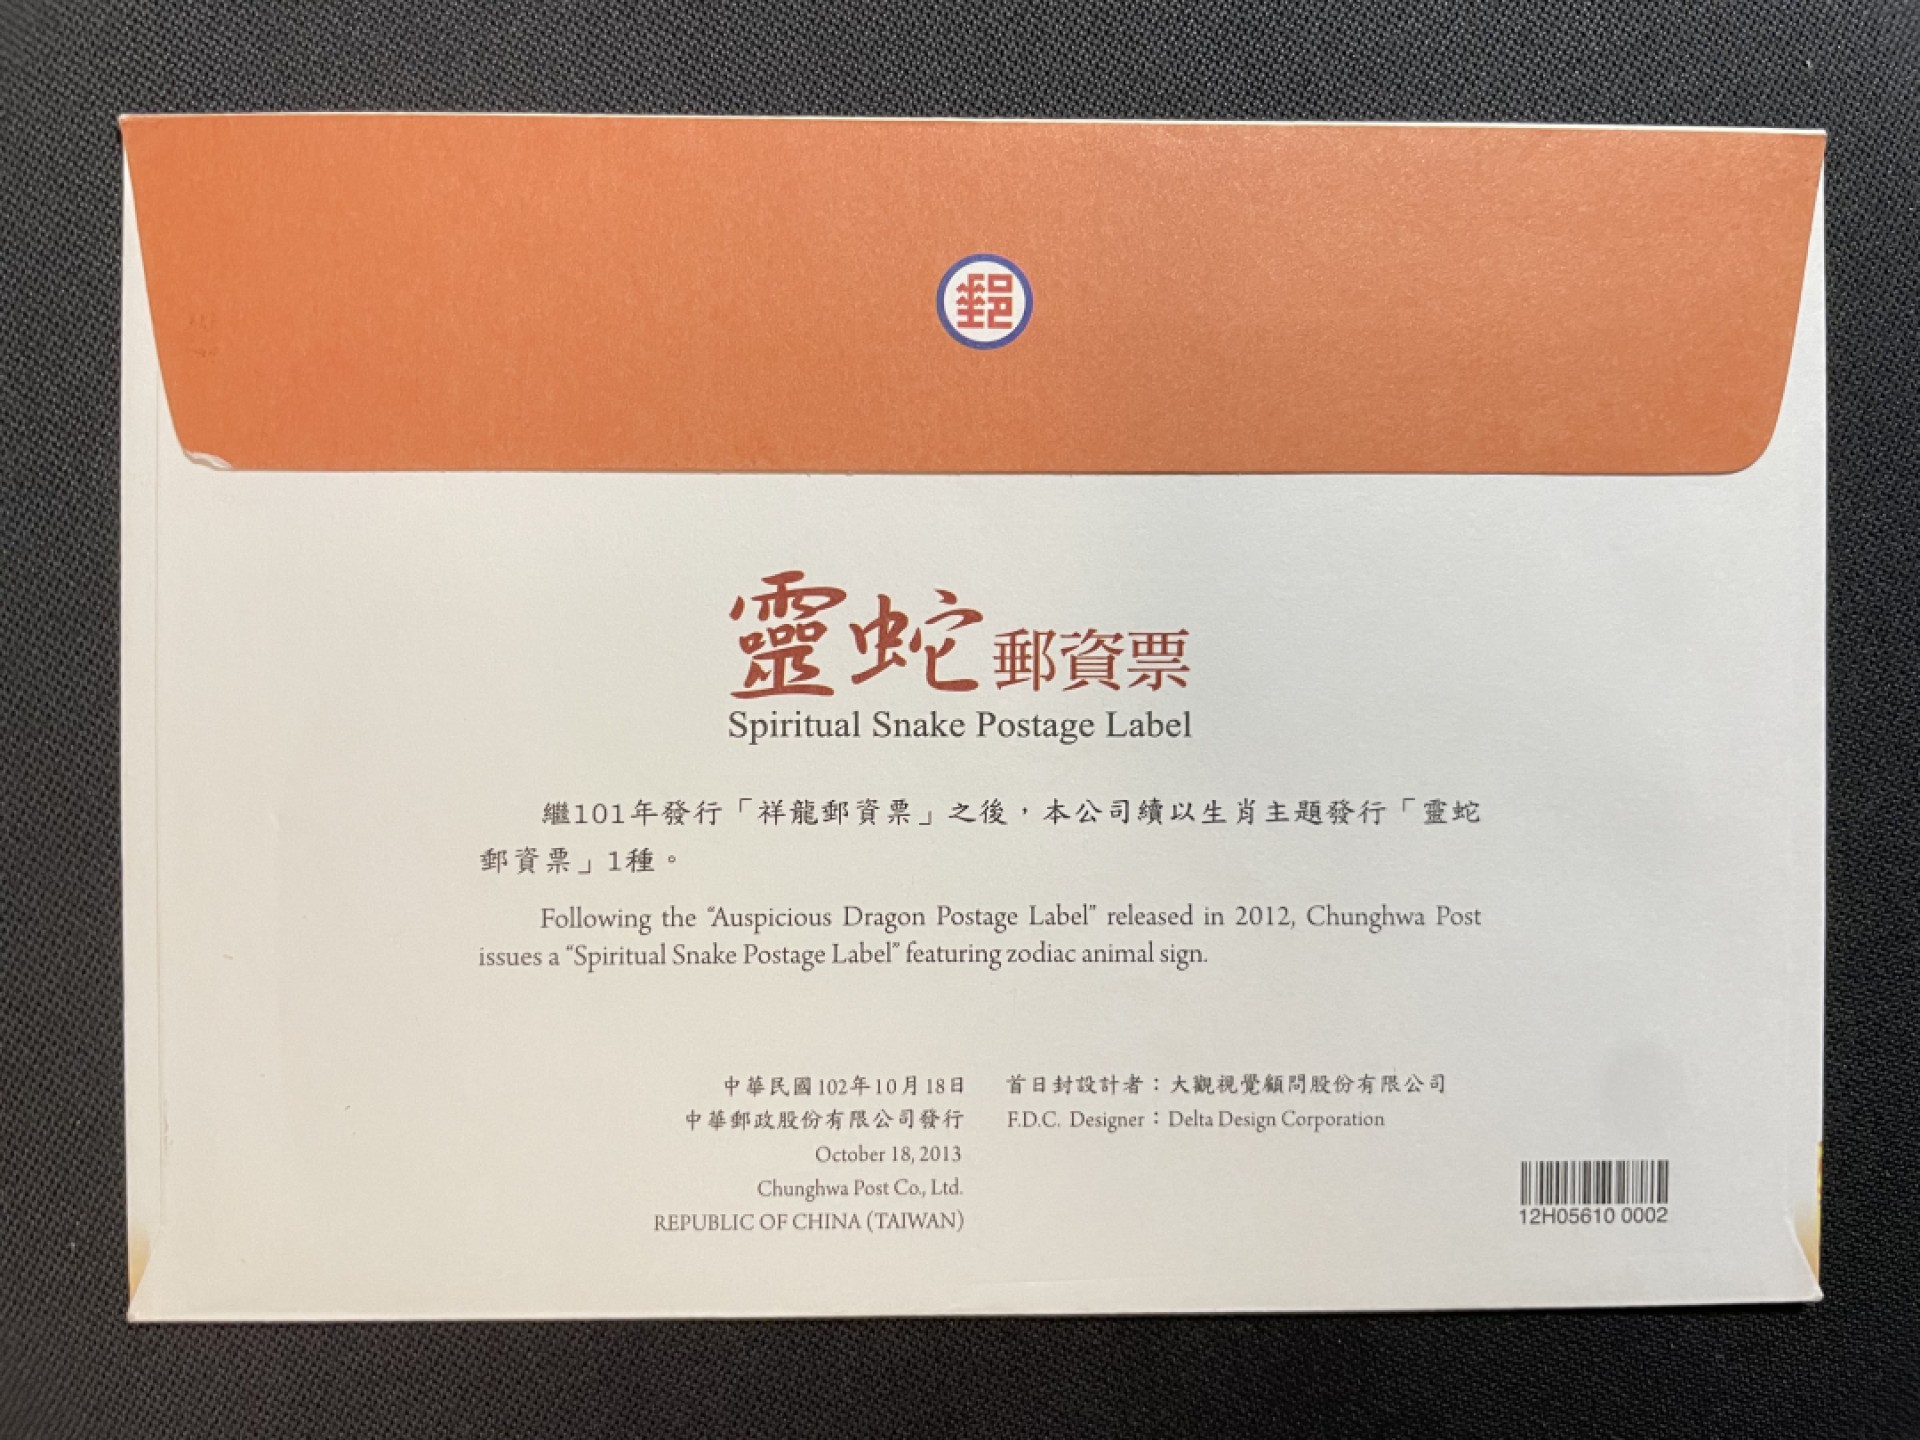 郵
靈蛇郵資票
Spiritual Snake Postage Label
繼101年發行「祥龍郵資票」之後，本公司續以生肖主題發行「靈蛇
郵資票」1種。
Following the “Auspicious Dragon Postage Label” released in 2012, Chunghwa Post
issues a “Spiritual Snake Postage Label” featuring zodiac animal sign.
中華民國102年10月18日
中華郵政股份有限公司發行
October 18, 2013
Chunghwa Post Co., Ltd.
REPUBLIC OF CHINA (TAIWAN)
首日封設計者：大觀視覺顧問股份有限公司
F.D.C. Designer：Delta Design Corporation
12H05610 0002